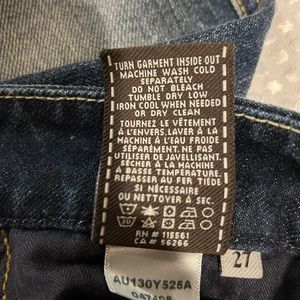 TURN GARMENT INSIDE OUT
MACHINE WASH COLD
SEPARATELY
DO NOT BLEACH
TUMBLE DRY LOW
IRON COOL WHEN NEEDED
OR DRY CLEAN
TOURNEZ LE VÊTEMENT
À L'ENVERS.LAVER À LA
MACHINE À L'EAU FROIDE
SÉPARÉMENT. NE PAS
UTILISER DE JAVELLISANT.
SÉCHER À LA MACHINE
À BASSE TEMPÉRATURE.
REPASSER AU FER TIÈDE
SI NÉCESSAIRE
OU NETTOYER À SEC.
RN # 115561
CA # 56266
27
AU130Y525A